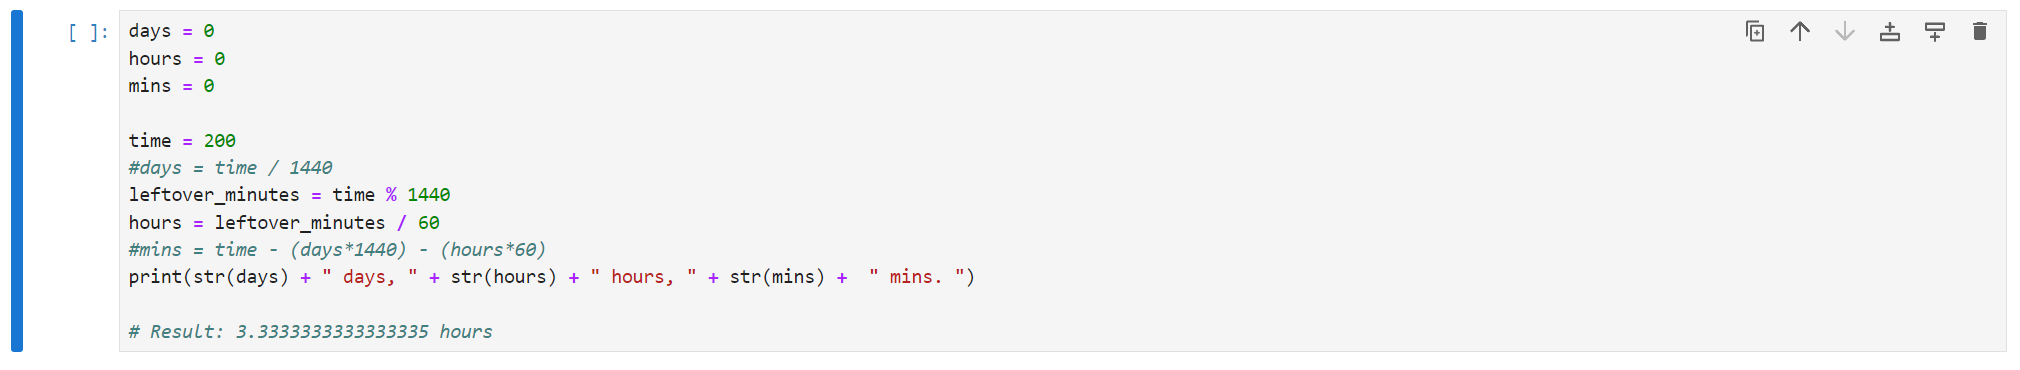 [ ]:
days = 0
hours = 0
mins = 0
time = 200
#days = time / 1440
leftover_minutes = time % 1440
hours = leftover_minutes / 60
#mins = time - (days*1440) - (hours*60)
print(str(days) + " days, " + str(hours) + " hours, " + str(mins) +  " mins. ")
# Result: 3.3333333333333335 hours